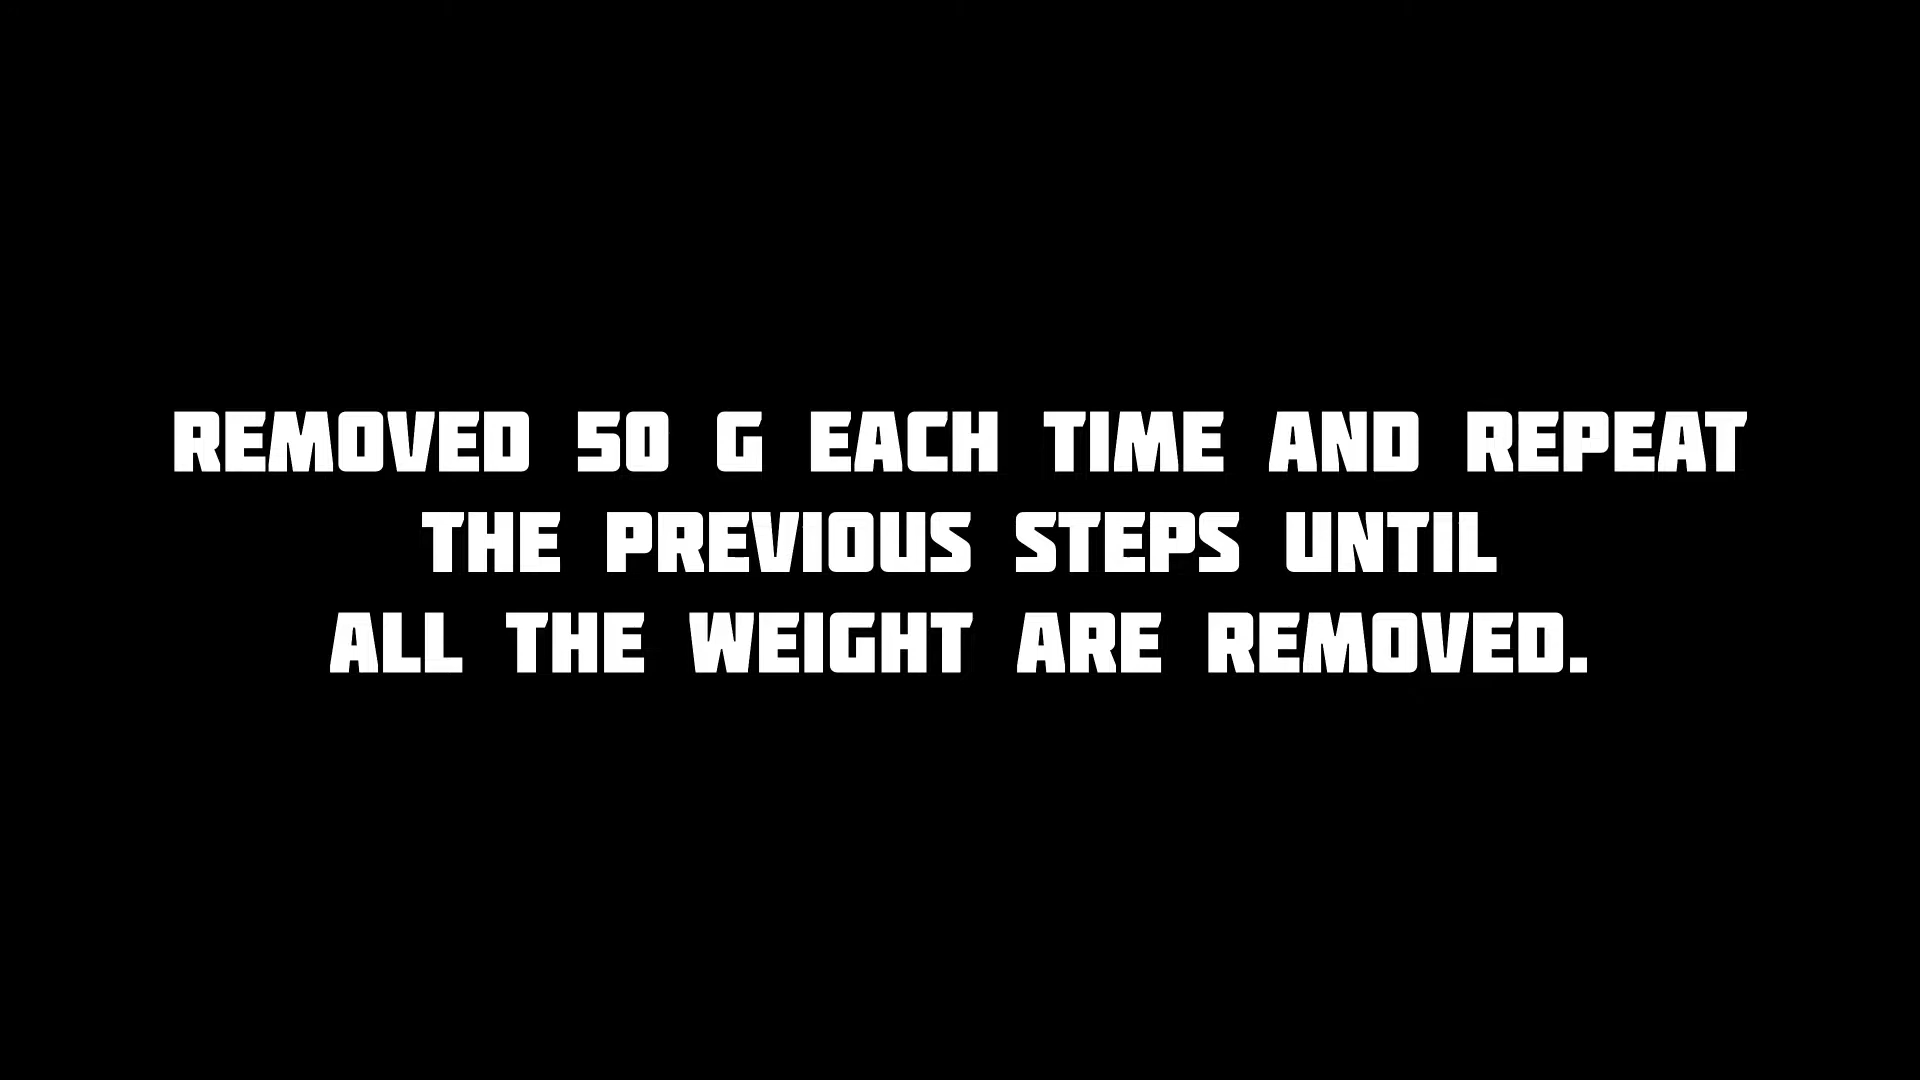 REMOVED 50 G EACH TIME AND REPEAT
THE PREVIOUS STEPS UNTIL
ALL THE WEIGHT ARE REMOVED.